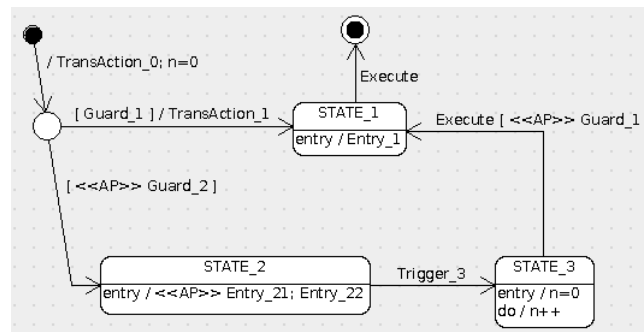 / TransAction_0; n=0
Execute
[ Guard_1 ] / TransAction_1
STATE_1
entry / Entry_1
Execute [ <<AP>> Guard_1
[ <<AP>> Guard_2 ]
STATE_2
entry / <<AP>> Entry_21; Entry_22
Trigger_3
STATE_3
entry / n=0
do / n++